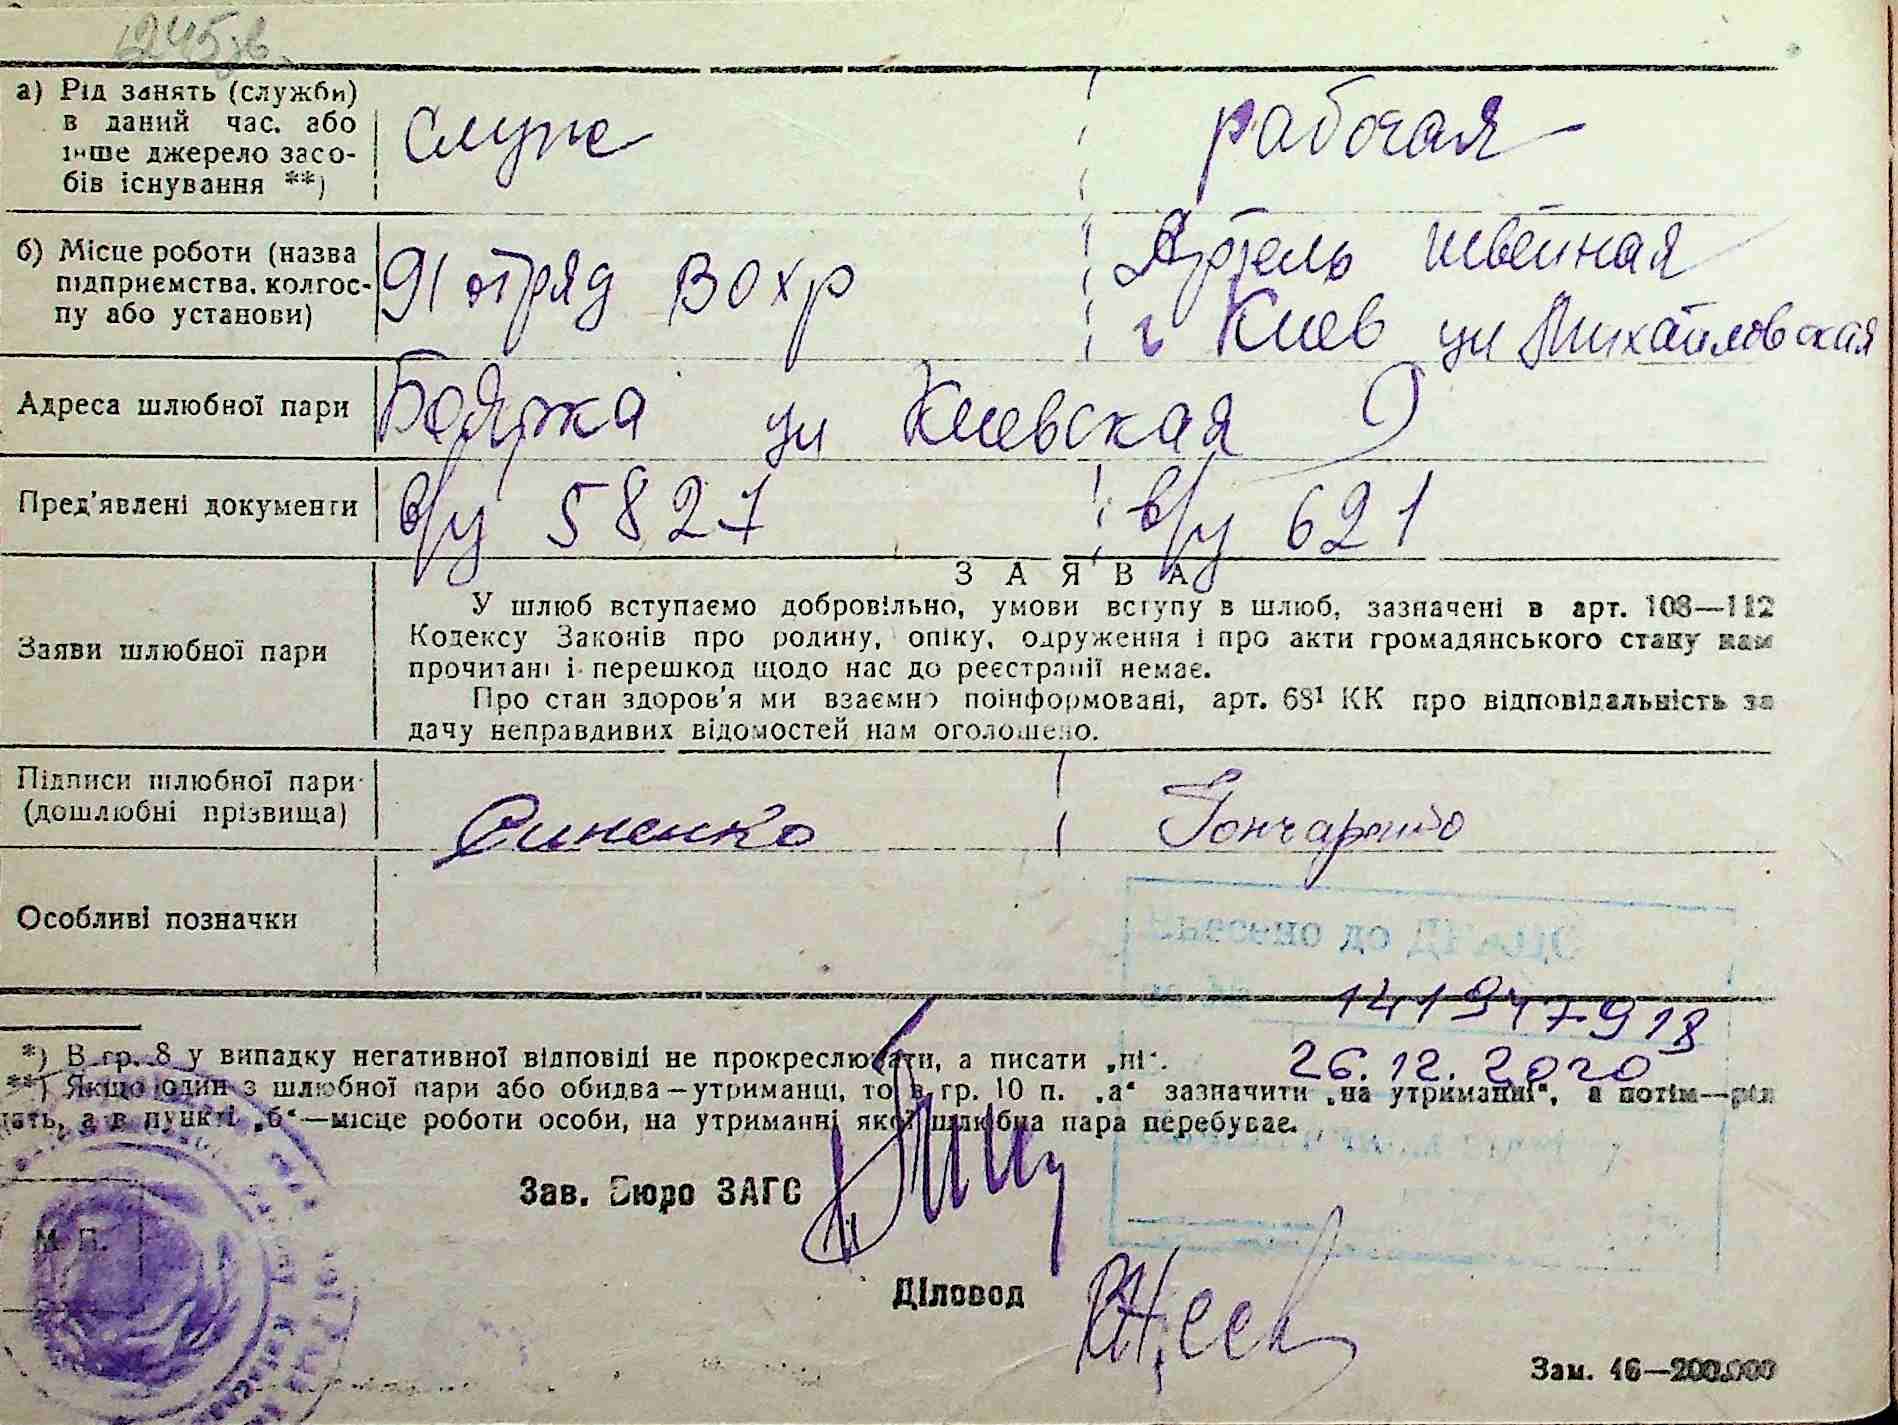 245зв
а) Рід занять (служби) в даний час, або інше джерело засобів існування **)
служ
рабочая
б) Місце роботи (назва підприємства, колгоспу або установи)
91 отряд вохр
Артель швейная
г Киев ул Михайловская
Адреса шлюбної пари
Боярка ул Киевская 9
Пред'явлені документи
в/у 5827
в/у 621
Заяви шлюбної пари
ЗАЯВА
У шлюб вступаємо добровільно, умови вступу в шлюб, зазначені в арт. 108—112
Кодексу Законів про родину, опіку, одруження і про акти громадянського стану нам
прочитані і перешкод щодо нас до реєстрації немає.
Про стан здоров'я ми взаємно поінформовані, арт. 68¹ КК про відповідальність за
дачу неправдивих відомостей нам оголошено.
Підписи шлюбної пари (дошлюбні прізвища)
Синенко
Гончаренко
Особливі позначки
Внесено до ДРАЦС
141947918
26.12.2020
*) В гр. 8 у випадку негативної відповіді не прокреслювати, а писати „ні“.
**) Якщо один з шлюбної пари або обидва—утриманці, то в гр. 10 п. „а“ зазначити „на утриманні“, а потім—рід
нять, а в пункті „б“—місце роботи особи, на утриманні якої шлюбна пара перебуває.
Зав. Бюро ЗАГС
М П.
Діловод
Зам. 46—200.000